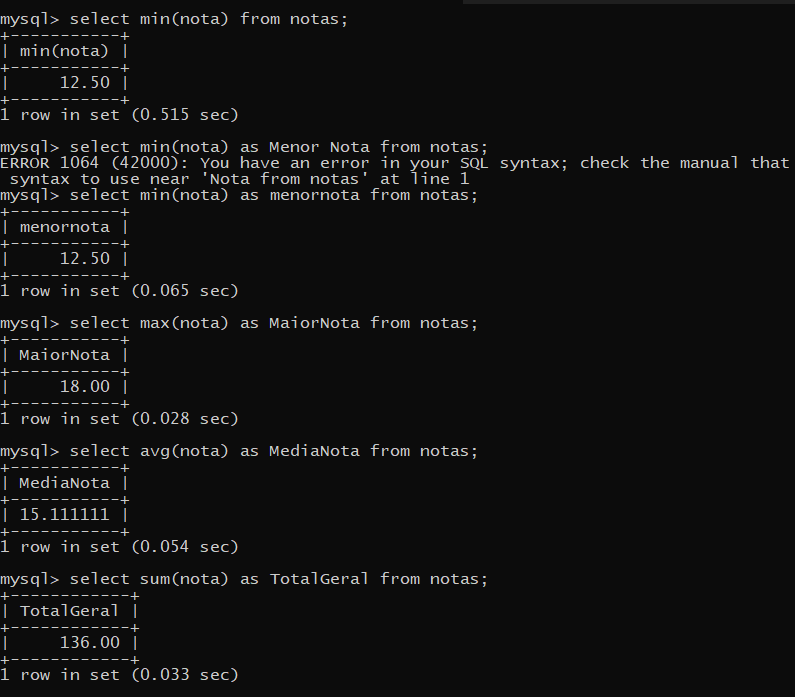 mysql> select min(nota) from notas;
+-----------+
| min(nota) |
+-----------+
|     12.50 |
+-----------+
1 row in set (0.515 sec)
mysql> select min(nota) as Menor Nota from notas;
ERROR 1064 (42000): You have an error in your SQL syntax; check the manual that
 syntax to use near 'Nota from notas' at line 1
mysql> select min(nota) as menornota from notas;
+-----------+
| menornota |
+-----------+
|     12.50 |
+-----------+
1 row in set (0.065 sec)
mysql> select max(nota) as MaiorNota from notas;
+-----------+
| MaiorNota |
+-----------+
|     18.00 |
+-----------+
1 row in set (0.028 sec)
mysql> select avg(nota) as MediaNota from notas;
+-----------+
| MediaNota |
+-----------+
| 15.111111 |
+-----------+
1 row in set (0.054 sec)
mysql> select sum(nota) as TotalGeral from notas;
+------------+
| TotalGeral |
+------------+
|     136.00 |
+------------+
1 row in set (0.033 sec)